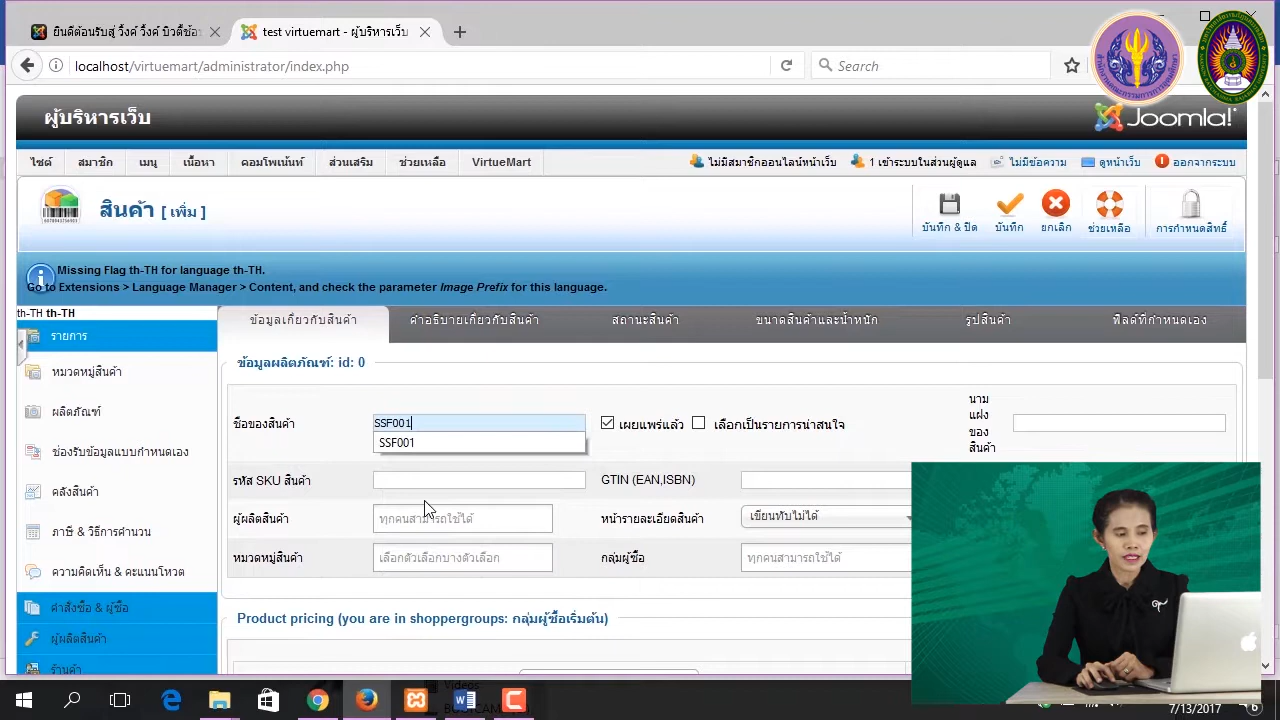 ยินดีต้อนรับสู่ วิ้งค์ วิ้งค์ บิวตี้ช้อ
test virtuemart - ผู้บริหารเว็บ
localhost/virtuemart/administrator/index.php
Search
ผู้บริหารเว็บ
Joomla!
ไซต์ สมาชิก เมนู เนื้อหา คอมโพเน้นท์ ส่วนเสริม ช่วยเหลือ VirtueMart ไม่มีสมาชิกออนไลน์หน้าเว็บ 1 เข้าระบบในส่วนผู้ดูแล ไม่มีข้อความ ดูหน้าเว็บ ออกจากระบบ
สินค้า [ เพิ่ม ]
บันทึก & ปิด บันทึก ยกเลิก ช่วยเหลือ การกำหนดสิทธิ์
Missing Flag th-TH for language th-TH.
Go to Extensions > Language Manager > Content, and check the parameter Image Prefix for this language.
th-TH th-TH
รายการ
หมวดหมู่สินค้า
ผลิตภัณฑ์
ช่องรับข้อมูลแบบกำหนดเอง
คลังสินค้า
ภาษี & วิธีการคำนวน
ความคิดเห็น & คะแนนโหวต
คำสั่งซื้อ & ผู้ซื้อ
ผู้ผลิตสินค้า
ร้านค้า
ข้อมูลเกี่ยวกับสินค้า คำอธิบายเกี่ยวกับสินค้า สถานะสินค้า ขนาดสินค้าและน้ำหนัก รูปสินค้า ฟิลด์ที่กำหนดเอง
ข้อมูลผลิตภัณฑ์: id: 0
ชื่อของสินค้า SSF001 เผยแพร่แล้ว เลือกเป็นรายการน่าสนใจ
นาม
แฝง
ของ
สินค้า
SSF001
รหัส SKU สินค้า GTIN (EAN,ISBN)
ผู้ผลิตสินค้า ทุกคนสามารถใช้ได้ หน้ารายละเอียดสินค้า เขียนทับไม่ได้
หมวดหมู่สินค้า เลือกตัวเลือกบางตัวเลือก กลุ่มผู้ซื้อ ทุกคนสามารถใช้ได้
Product pricing (you are in shoppergroups: กลุ่มผู้ซื้อเริ่มต้น)
Videos
7/13/2017